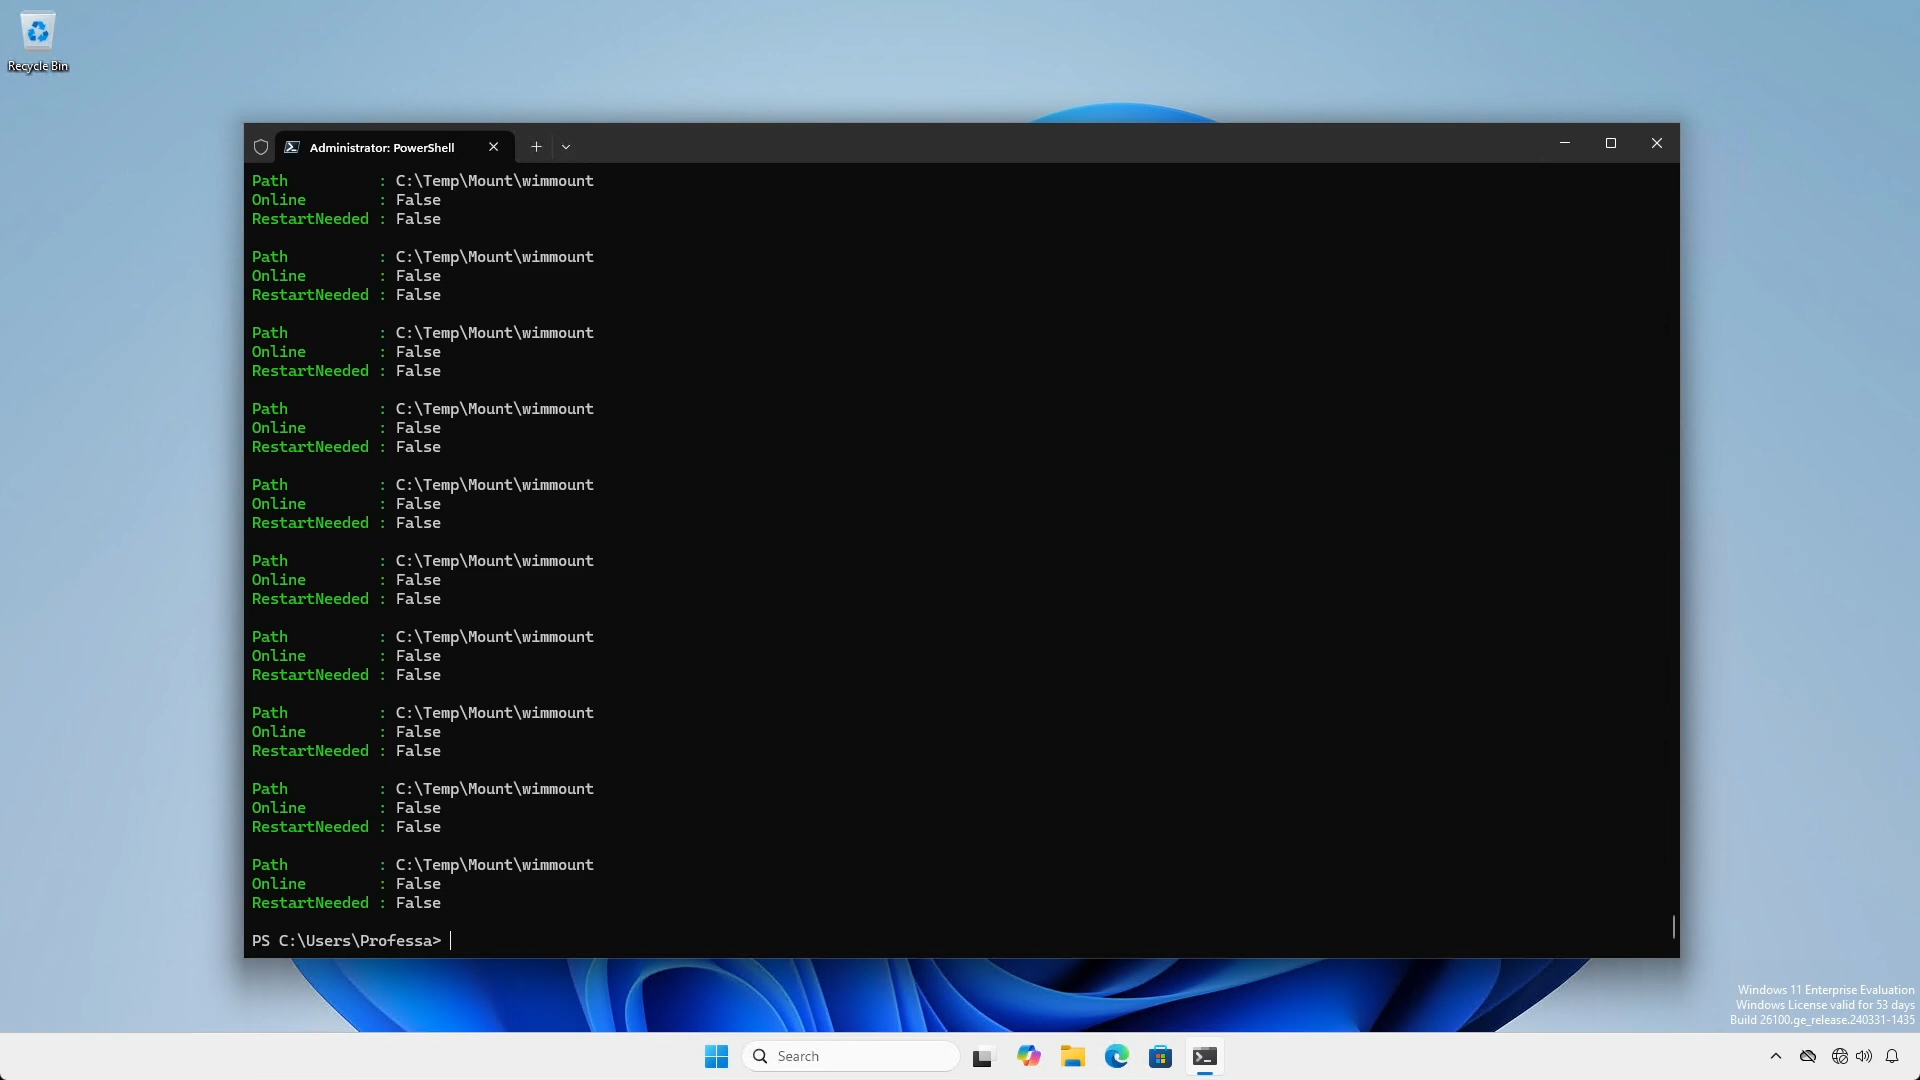 Recycle Bin
Administrator: PowerShell
Path          : C:\Temp\Mount\wimmount
Online        : False
RestartNeeded : False
Path          : C:\Temp\Mount\wimmount
Online        : False
RestartNeeded : False
Path          : C:\Temp\Mount\wimmount
Online        : False
RestartNeeded : False
Path          : C:\Temp\Mount\wimmount
Online        : False
RestartNeeded : False
Path          : C:\Temp\Mount\wimmount
Online        : False
RestartNeeded : False
Path          : C:\Temp\Mount\wimmount
Online        : False
RestartNeeded : False
Path          : C:\Temp\Mount\wimmount
Online        : False
RestartNeeded : False
Path          : C:\Temp\Mount\wimmount
Online        : False
RestartNeeded : False
Path          : C:\Temp\Mount\wimmount
Online        : False
RestartNeeded : False
Path          : C:\Temp\Mount\wimmount
Online        : False
RestartNeeded : False
PS C:\Users\Professa>
Windows 11 Enterprise Evaluation
Windows License valid for 53 days
Build 26100.ge_release.240331-1435
Search